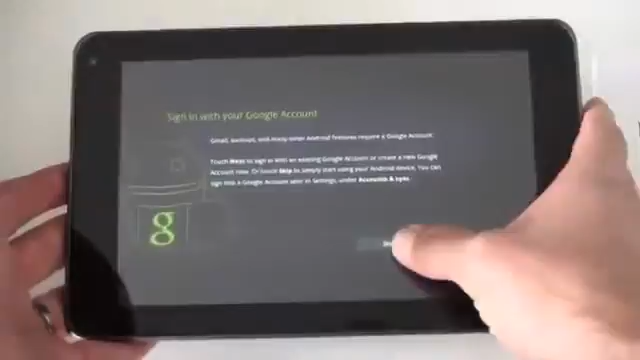 Sign in with your Google Account
Gmail, Android, and many other Android features require a Google Account.
Touch Next to sign in with an existing Google Account or create a new Google
Account now. Or touch Skip to simply start using your Android device. You can
sign into a Google Account later in Settings, under Accounts & sync.
g